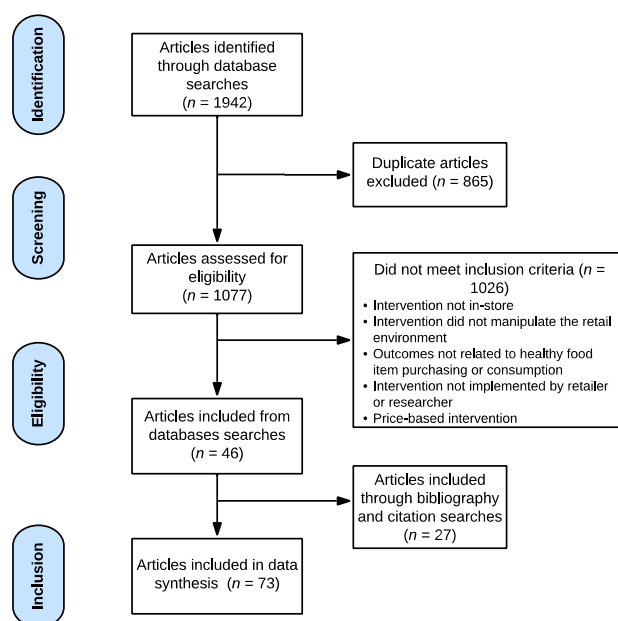 Identification
Articles identified
through database
searches
(n = 1942)
Duplicate articles
excluded (n = 865)
Screening
Articles assessed for
eligibility
(n = 1077)
Did not meet inclusion criteria (n =
1026)
• Intervention not in-store
• Intervention did not manipulate the retail
environment
• Outcomes not related to healthy food
item purchasing or consumption
• Intervention not implemented by retailer
or researcher
• Price-based intervention
Eligibility
Articles included from
databases searches
(n = 46)
Articles included
through bibliography
and citation searches
(n = 27)
Inclusion
Articles included in data
synthesis (n = 73)